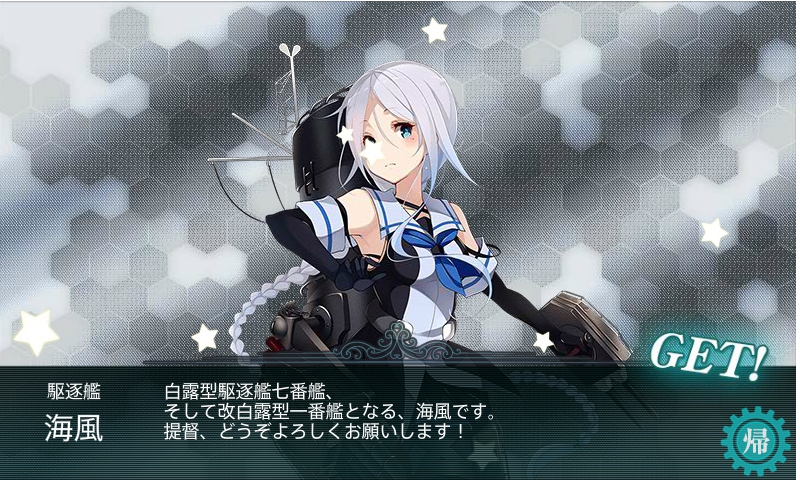 GET!
駆逐艦
海風
白露型駆逐艦七番艦、
そして改白露型一番艦となる、海風です。
提督、どうぞよろしくお願いします！
帰